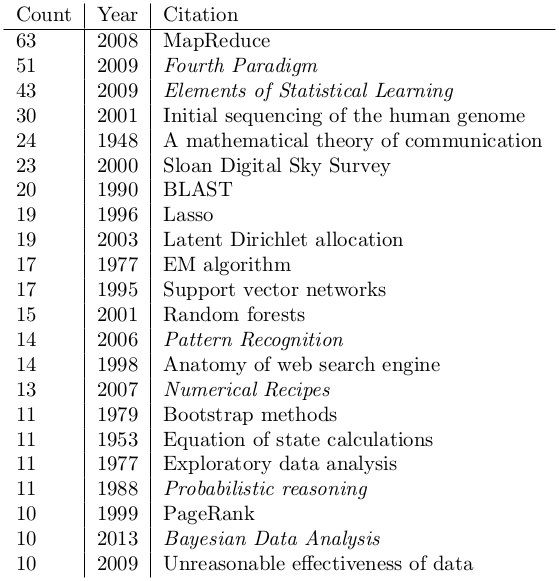 Count Year Citation
63 2008 MapReduce
51 2009 Fourth Paradigm
43 2009 Elements of Statistical Learning
30 2001 Initial sequencing of the human genome
24 1948 A mathematical theory of communication
23 2000 Sloan Digital Sky Survey
20 1990 BLAST
19 1996 Lasso
19 2003 Latent Dirichlet allocation
17 1977 EM algorithm
17 1995 Support vector networks
15 2001 Random forests
14 2006 Pattern Recognition
14 1998 Anatomy of web search engine
13 2007 Numerical Recipes
11 1979 Bootstrap methods
11 1953 Equation of state calculations
11 1977 Exploratory data analysis
11 1988 Probabilistic reasoning
10 1999 PageRank
10 2013 Bayesian Data Analysis
10 2009 Unreasonable effectiveness of data